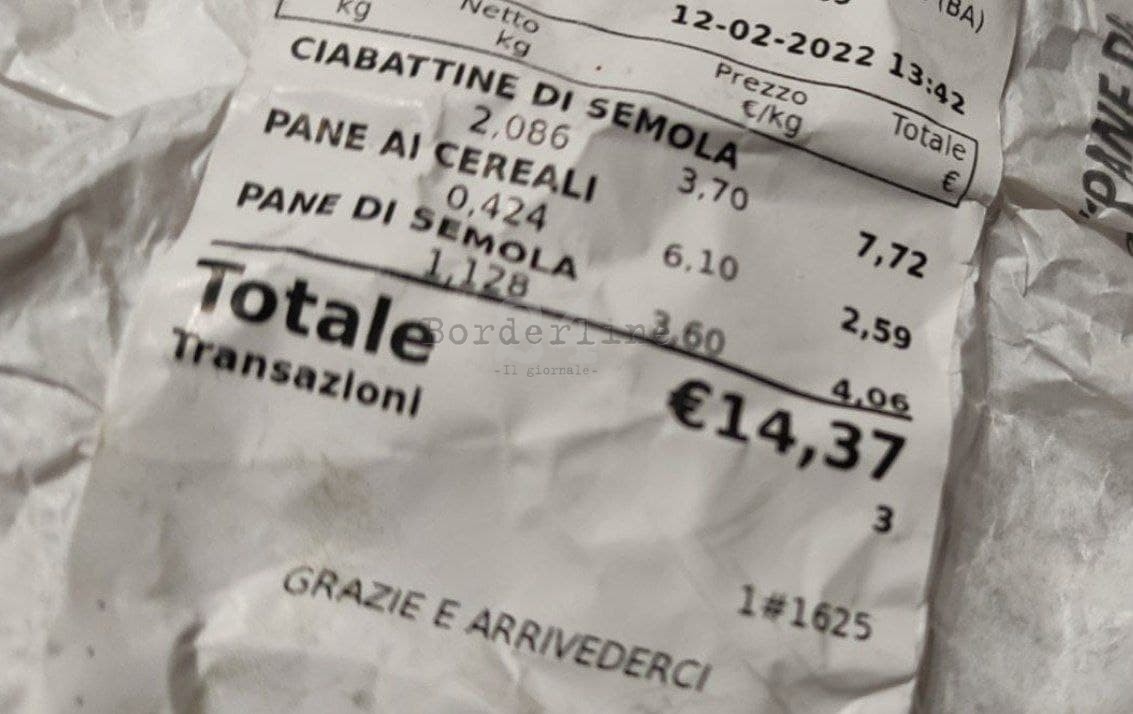 (BA)
12-02-2022 13:42
kg Netto kg Prezzo €/kg Totale €
CIABATTINE DI SEMOLA
2,086 3,70 7,72
PANE AI CEREALI
0,424 6,10 2,59
PANE DI SEMOLA
1,128 3,60 4,06
Totale €14,37
Transazioni 3
1#1625
GRAZIE E ARRIVEDERCI
"PANE
Borderline
-Il giornale-